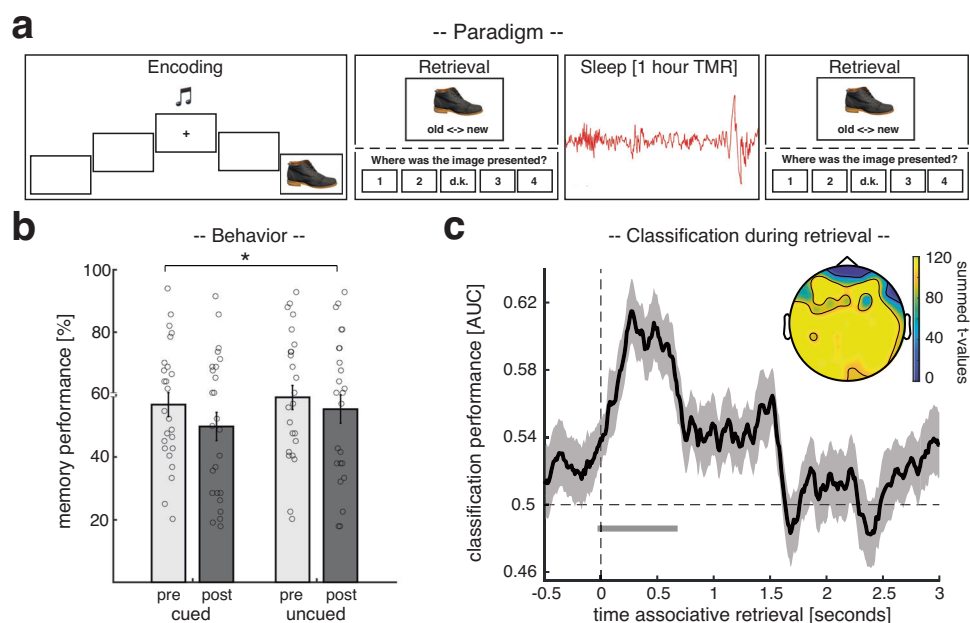 a
-- Paradigm --
Encoding
+
Retrieval
old <-> new
Where was the image presented?
1 2 d.k. 3 4
Sleep [1 hour TMR]
Retrieval
old <-> new
Where was the image presented?
1 2 d.k. 3 4
b
-- Behavior --
*
memory performance [%]
100
80
60
40
20
pre post pre post
cued uncued
c
-- Classification during retrieval --
classification performance [AUC]
0.62
0.58
0.54
0.5
0.46
-0.5 0 0.5 1 1.5 2 2.5 3
time associative retrieval [seconds]
120
80
40
0
summed t-values